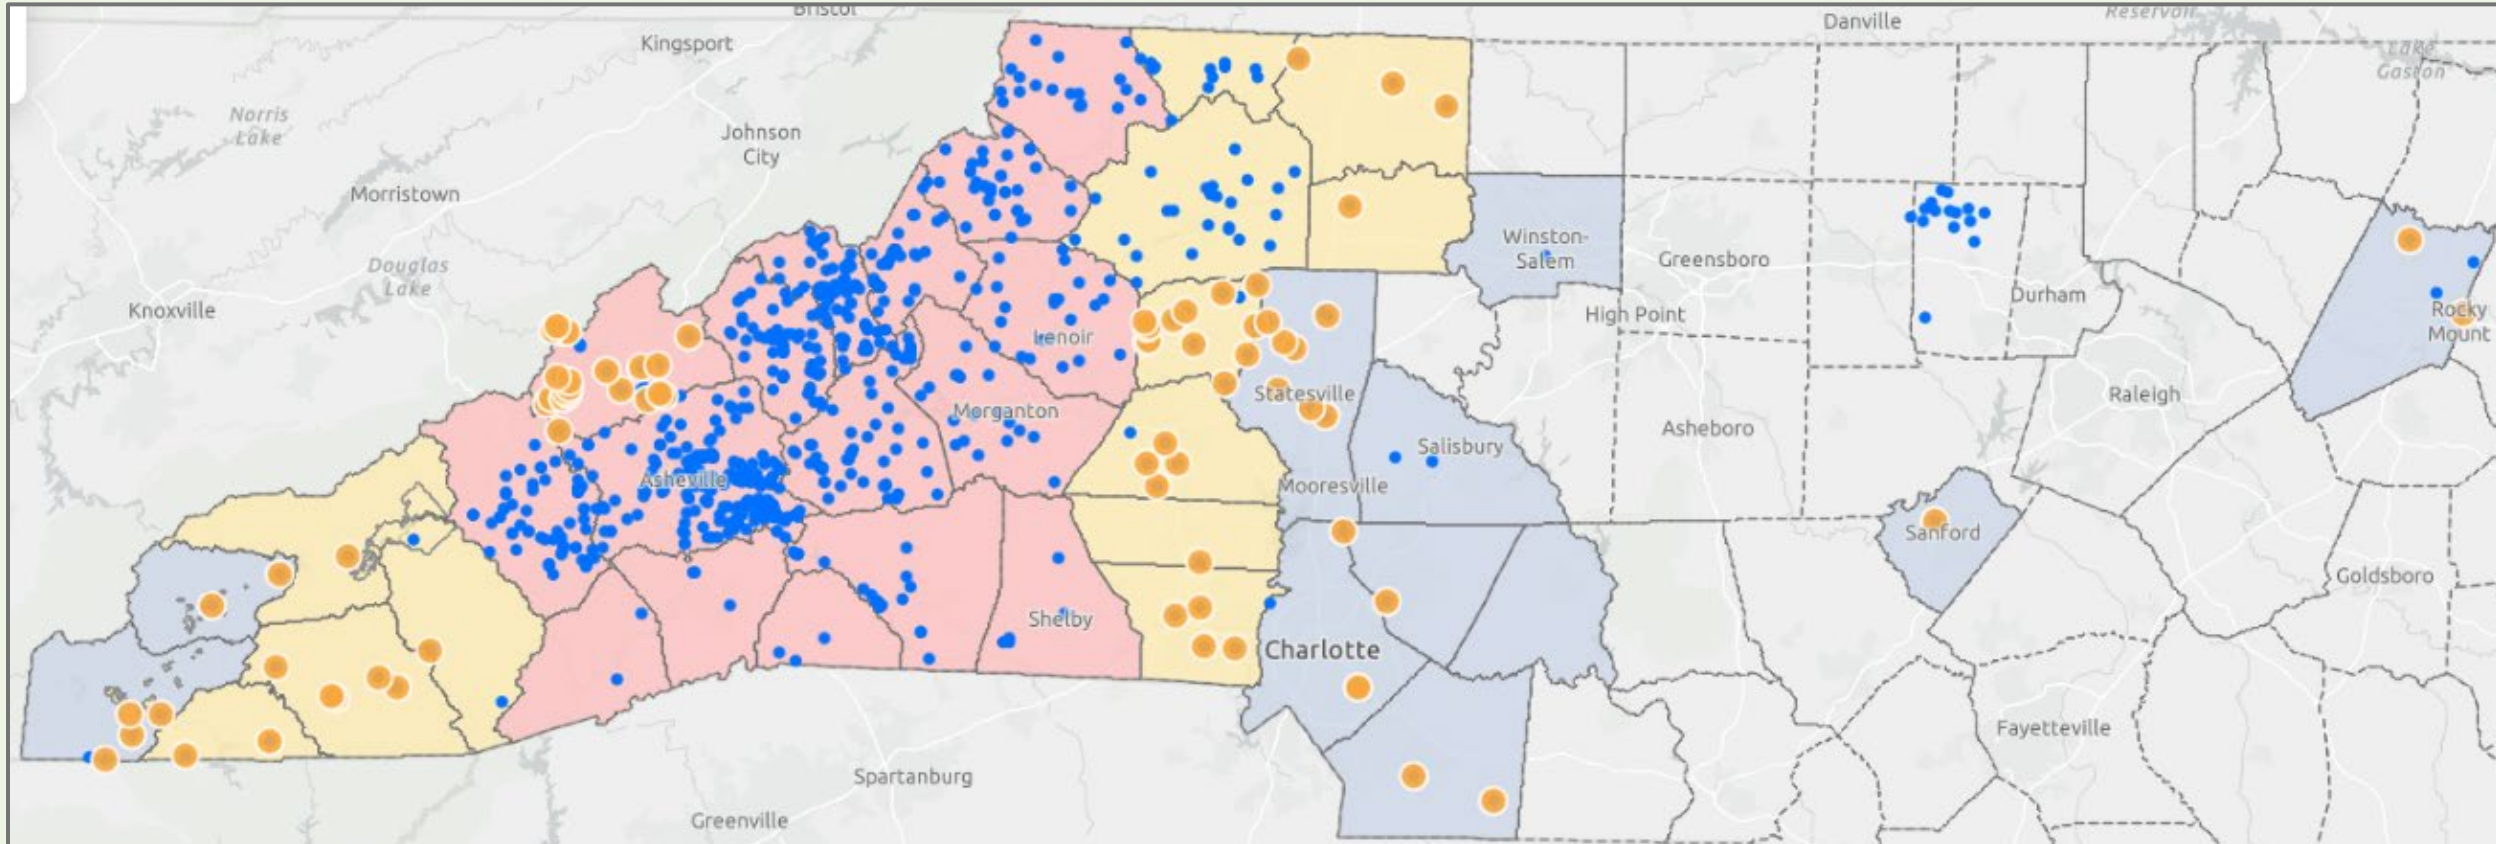 Bristol
Reservoir
Danville
Kingsport
Lake
Gaston
Norris
Lake
Johnson
City
Morristown
Winston-
Salem
Greensboro
Douglas
Lake
Durham
Knoxville
High Point
Rocky
Mount
Lenoir
Statesville
Raleigh
Morganton
Asheboro
Salisbury
Asheville
Mooresville
Sanford
Goldsboro
Shelby
Charlotte
Fayetteville
Spartanburg
Greenville